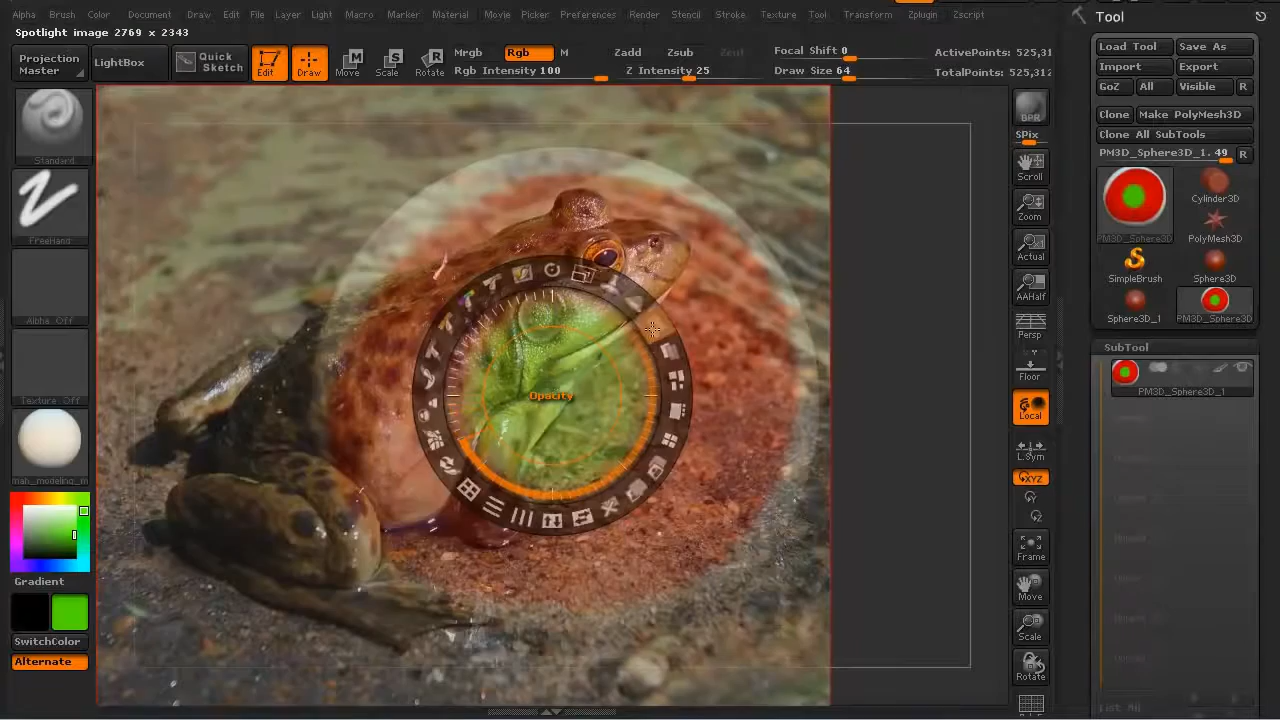 Alpha Brush Color Document Draw Edit File Layer Light Macro Marker Material Movie Picker Preferences Render Stencil Stroke Texture Tool Transform Zplugin Zscript
Spotlight image 2769 x 2343
Projection Master
LightBox
Quick Sketch
Edit
Draw
Move
Scale
Rotate
Mrgb
Rgb
M
Rgb Intensity 100
Zadd
Zsub
Zcut
Z Intensity 25
Focal Shift 0
Draw Size 64
ActivePoints: 525,31
TotalPoints: 525,312
Standard
FreeHand
Alpha Off
Texture Off
Gradient
SwitchColor
Alternate
Opacity
BPR
SPix
Scroll
Zoom
Actual
AAHalf
Persp
Floor
Local
L.Sym
XYZ
Y
Z
Frame
Move
Scale
Rotate
Tool
Load Tool
Save As
Import
Export
GoZ
All
Visible
R
Clone
Make PolyMesh3D
Clone All SubTools
PM3D_Sphere3D_1. 49
R
Cylinder3D
PM3D_Sphere3D
PolyMesh3D
SimpleBrush
Sphere3D
Sphere3D_1
PM3D_Sphere3D
SubTool
PM3D_Sphere3D_1